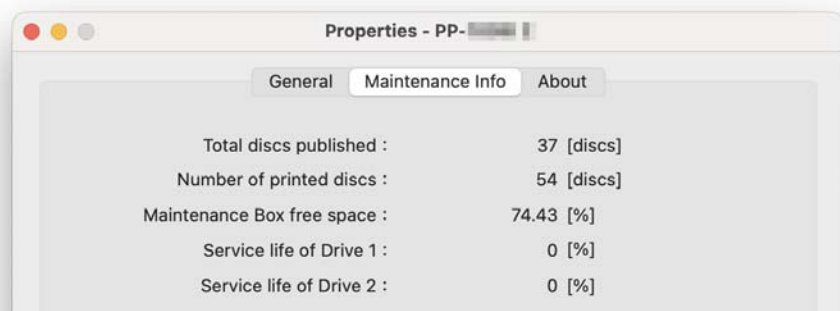 Properties - PP-
General Maintenance Info About
Total discs published : 37 [discs]
Number of printed discs : 54 [discs]
Maintenance Box free space : 74.43 [%]
Service life of Drive 1 : 0 [%]
Service life of Drive 2 : 0 [%]